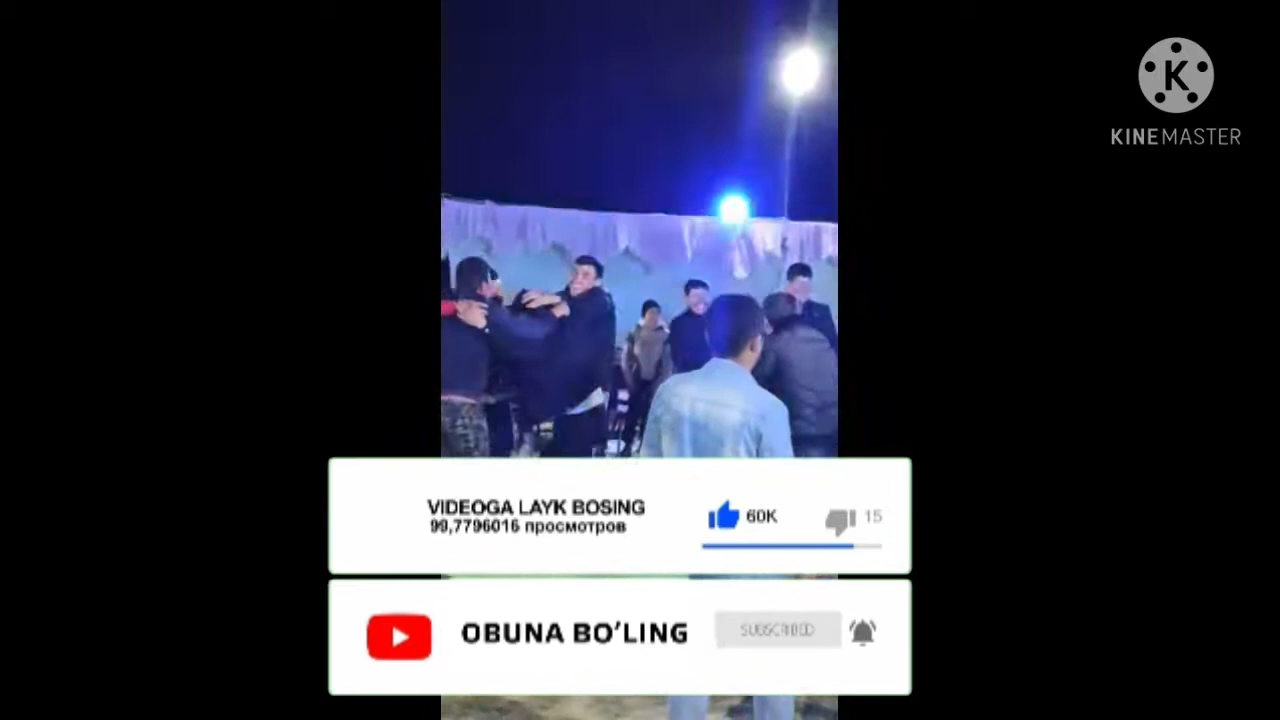 KINEMASTER
VIDEOGA LAYK BOSING
99,7796016 просмотров
60K
15
OBUNA BO’LING
SUBSCRIBED